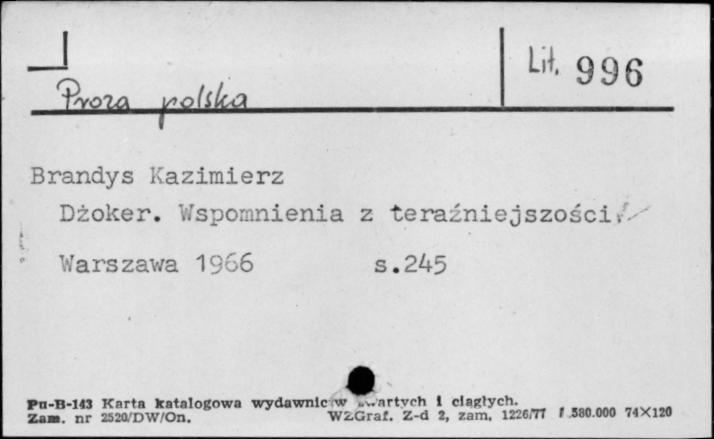 Lit. 996
Proza polska
Brandys Kazimierz
Dżoker. Wspomnienia z teraźniejszości.
Warszawa 1966 s.245
Pu-B-143 Karta katalogowa wydawnictw zwartych i ciągłych.
Zam. nr 2520/DW/On. WZGraf. Z-d 2, zam. 1226/77 f .580.000 74×120